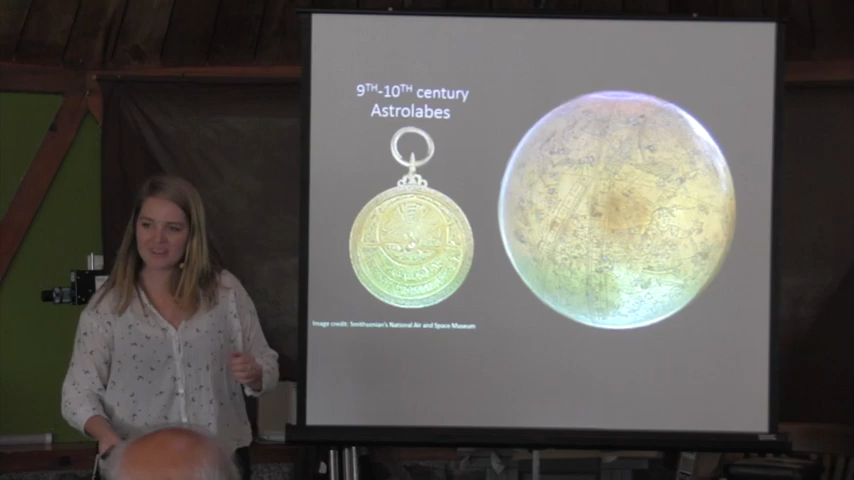 9TH-10TH century
Astrolabes
Image credit: Smithsonian's National Air and Space Museum